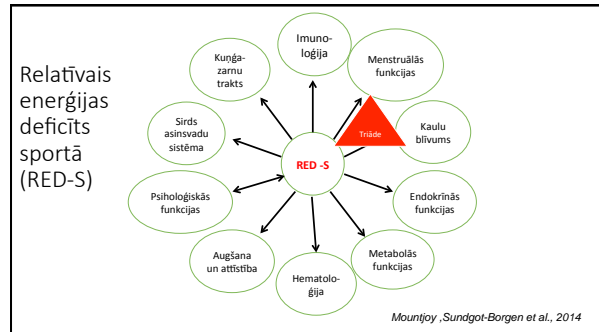 Relatīvais
enerģijas
deficīts
sportā
(RED-S)
Imuno-
loģija
Menstruālās
funkcijas
Kaulu
blīvums
Endokrīnās
funkcijas
Metabolās
funkcijas
Hematolo-
ģija
Augšana
un attīstība
Psiholoģiskās
funkcijas
Sirds
asinsvadu
sistēma
Kuņģa-
zarnu
trakts
Triāde
RED -S
Mountjoy ,Sundgot-Borgen et al., 2014